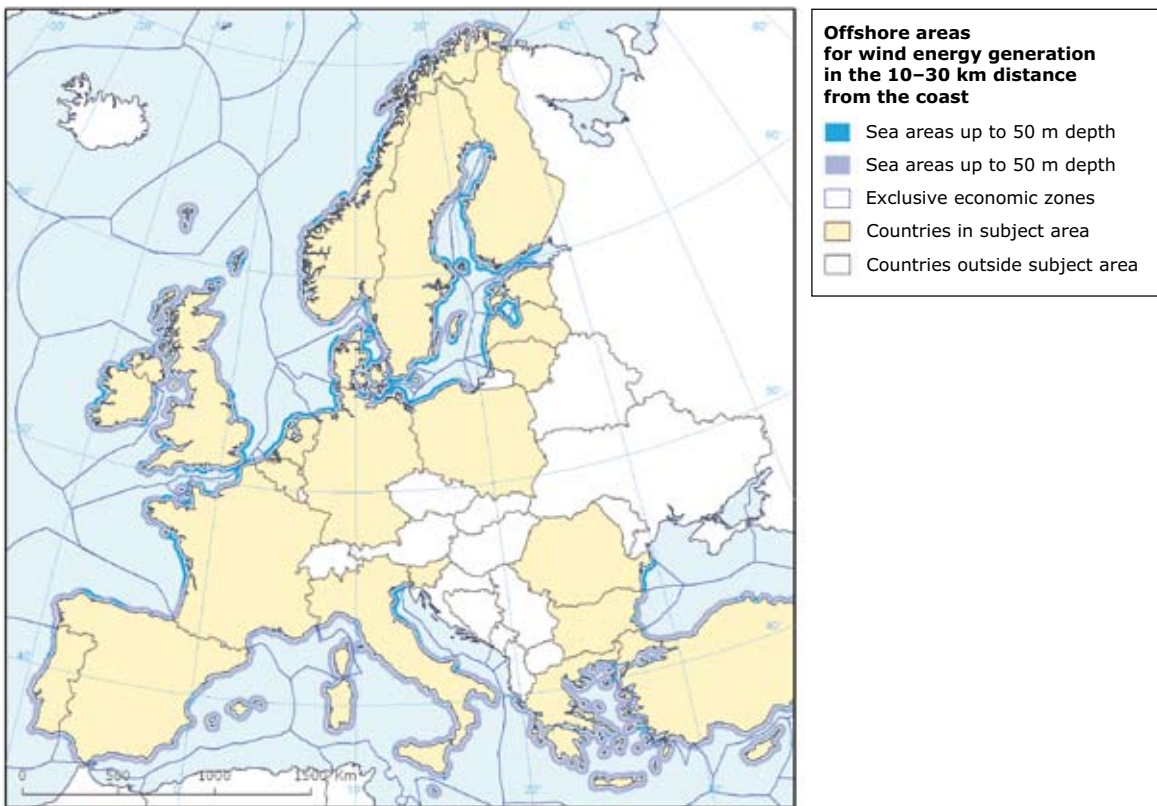 Offshore areas
for wind energy generation
in the 10–30 km distance
from the coast
Sea areas up to 50 m depth
Sea areas up to 50 m depth
Exclusive economic zones
Countries in subject area
Countries outside subject area
0 500 1000 1500 Km